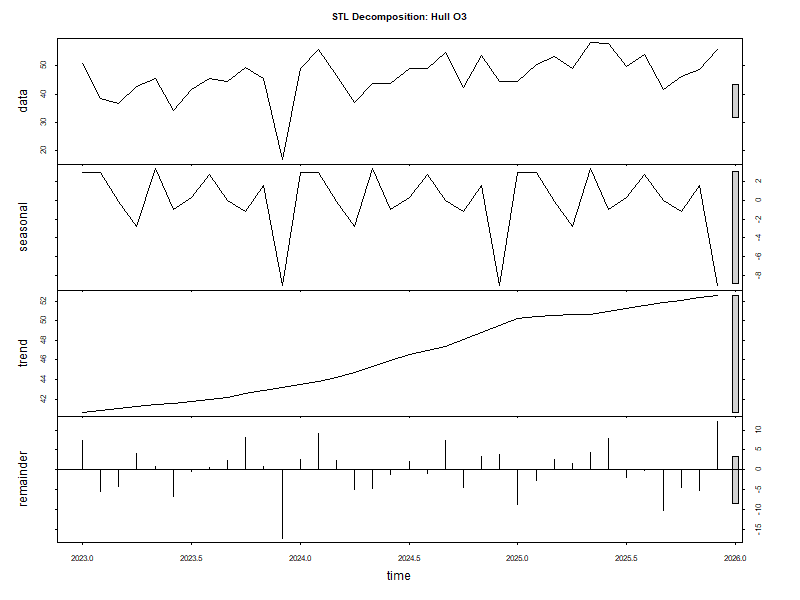 STL Decomposition: Hull O3
data
20 30 40 50
seasonal
-8 -6 -4 -2 0 2
trend
42 44 46 48 50 52
remainder
-15 -10 -5 0 5 10
2023.0 2023.5 2024.0 2024.5 2025.0 2025.5 2026.0
time